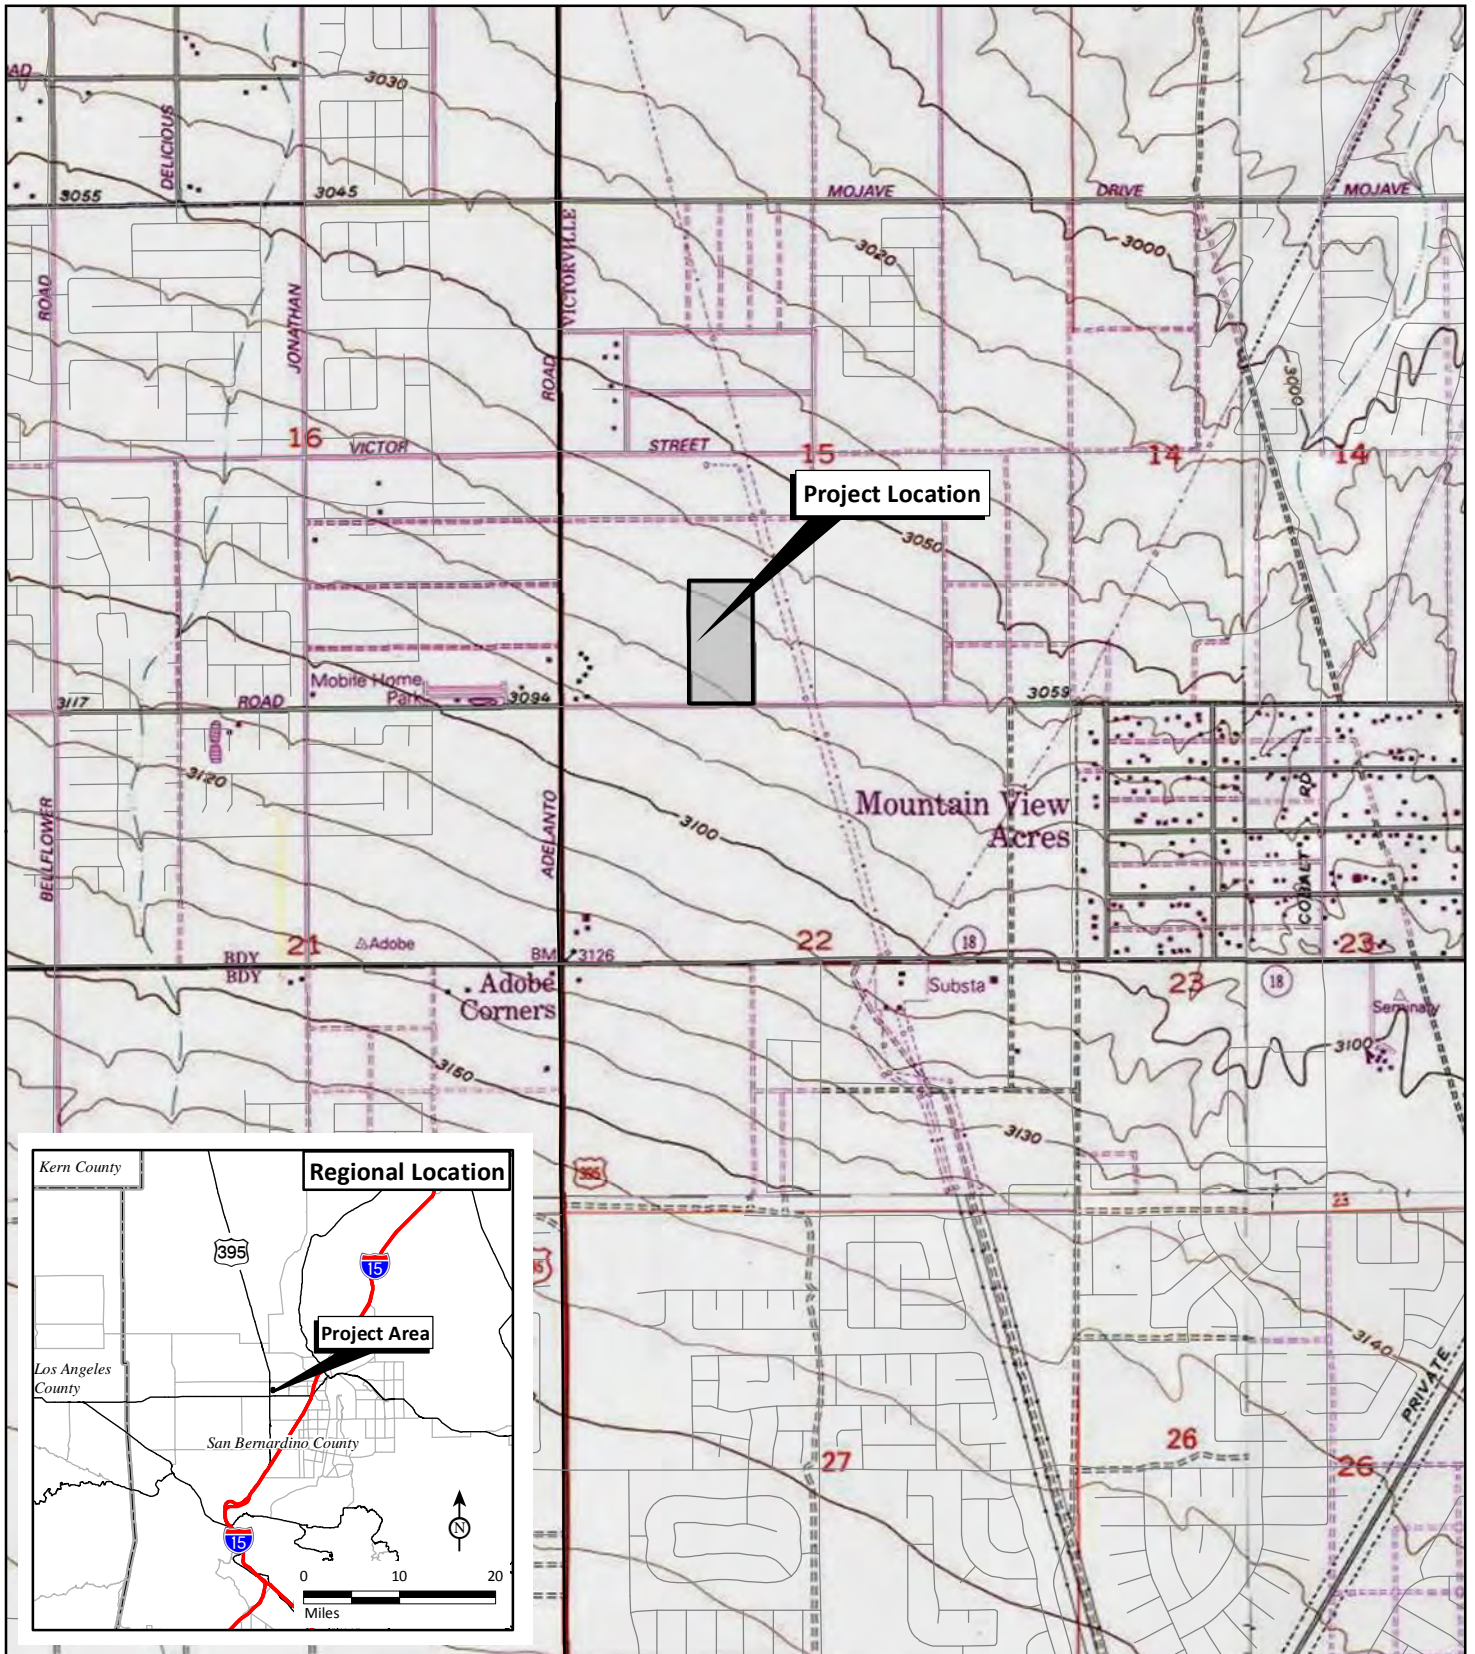 AD
3030
DELICIOUS
3055
3045
MOJAVE
DRIVE
MOJAVE
VICTORVILLE
3020
3000
ROAD
JONATHAN
ROAD
3000
16
VICTOR
STREET
15
14
14
Project Location
3050
Mobile Home
Park
3094
3059
3117
ROAD
3120
BELLFLOWER
ADELANTO
3100
Mountain View
Acres
COBALT RD
21
Adobe
BDY
BDY
BM
3126
22
18
23
23
18
Adobe
Corners
Substa
Seminary
3100
3150
3130
395
23
3140
PRIVATE
27
26
26
Regional Location
Kern County
395
15
Project Area
Los Angeles
County
San Bernardino County
15
N
0 10 20
Miles